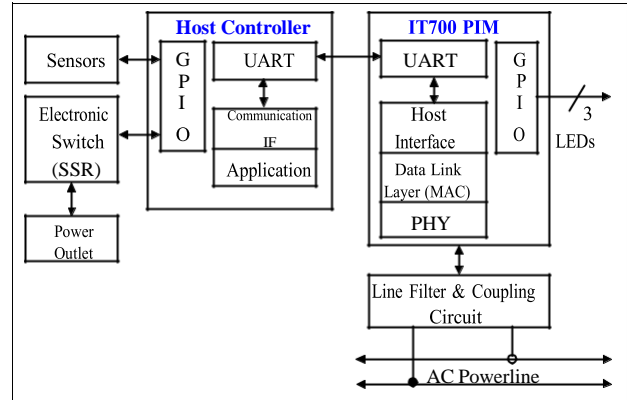 Host Controller
IT700 PIM
Sensors
G
P
I
O
UART
UART
G
P
I
O
Electronic
Switch
(SSR)
Communication
IF
Application
Host
Interface
Data Link
Layer (MAC)
PHY
3
LEDs
Power
Outlet
Line Filter & Coupling
Circuit
AC Powerline